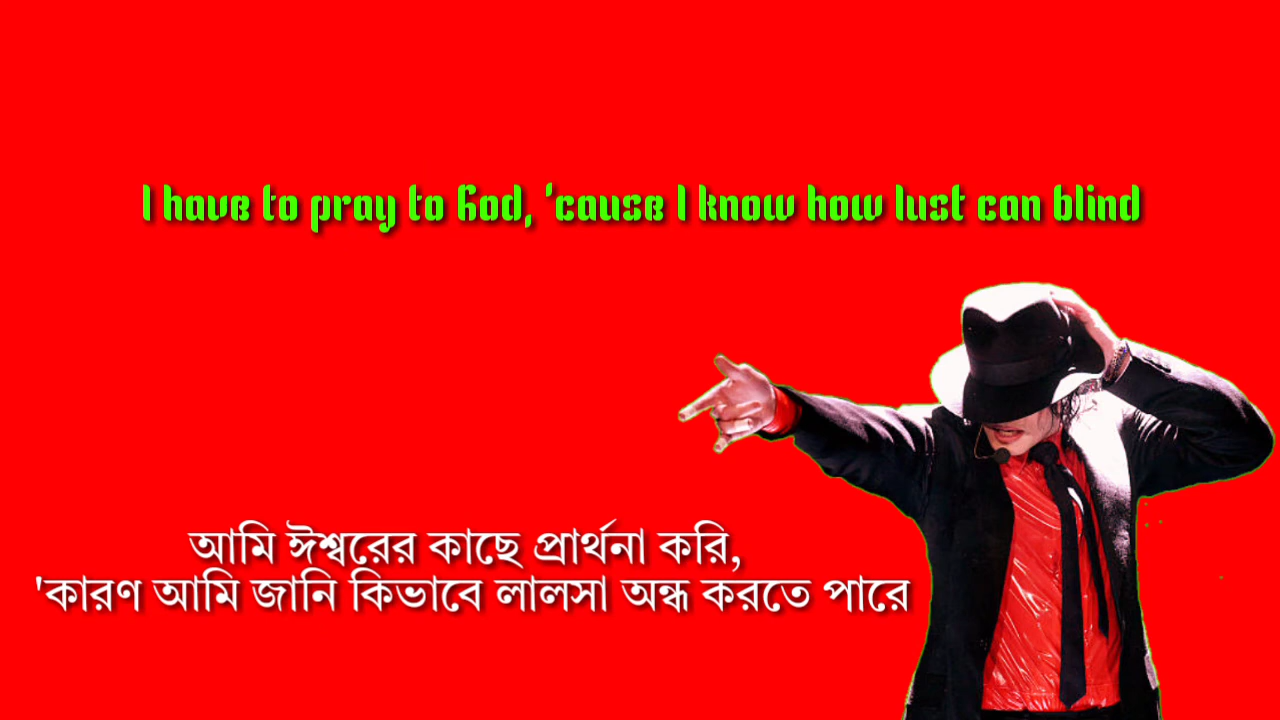 I have to pray to God, 'cause I know how lust can blind
আমি ঈশ্বরের কাছে প্রার্থনা করি,
'কারণ আমি জানি কিভাবে লালসা অন্ধ করতে পারে